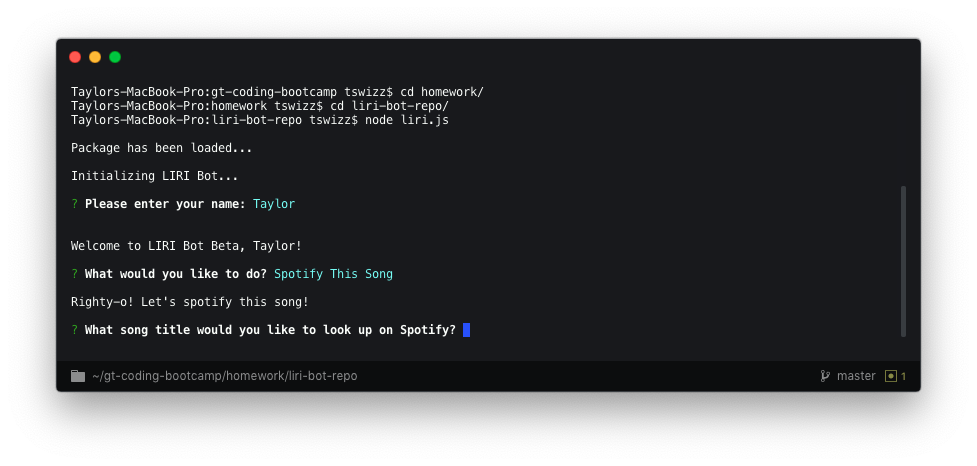 Taylors-MacBook-Pro:gt-coding-bootcamp tswizz$ cd homework/
Taylors-MacBook-Pro:homework tswizz$ cd liri-bot-repo/
Taylors-MacBook-Pro:liri-bot-repo tswizz$ node liri.js
Package has been loaded...
Initializing LIRI Bot...
? Please enter your name: Taylor
Welcome to LIRI Bot Beta, Taylor!
? What would you like to do? Spotify This Song
Righty-o! Let's spotify this song!
? What song title would you like to look up on Spotify?
~/gt-coding-bootcamp/homework/liri-bot-repo master 1